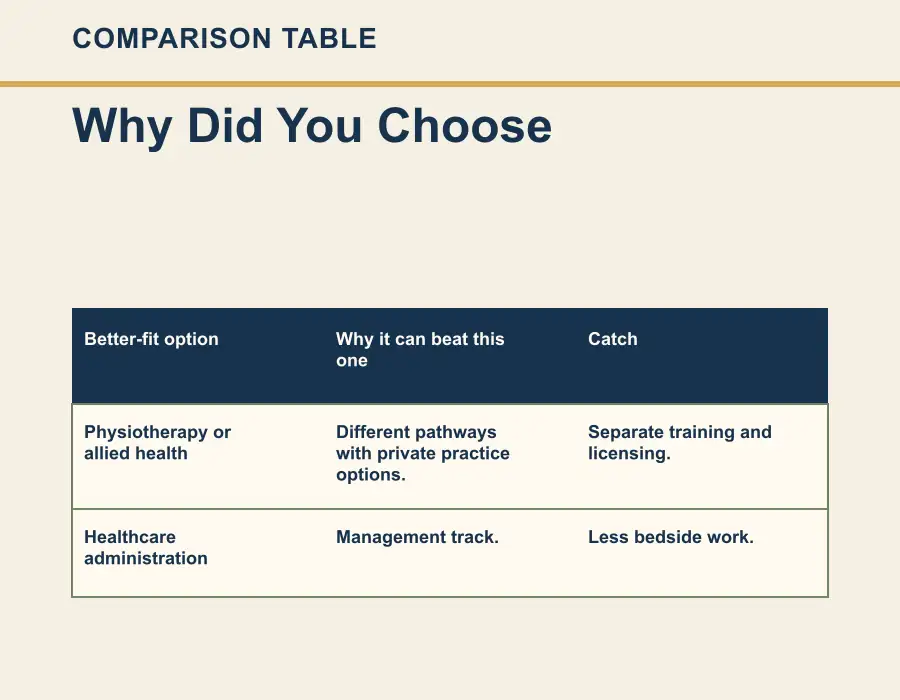 COMPARISON TABLE
Why Did You Choose
Better-fit option
Why it can beat this
one
Catch
Physiotherapy or
allied health
Different pathways
with private practice
options.
Separate training and
licensing.
Healthcare
administration
Management track.
Less bedside work.